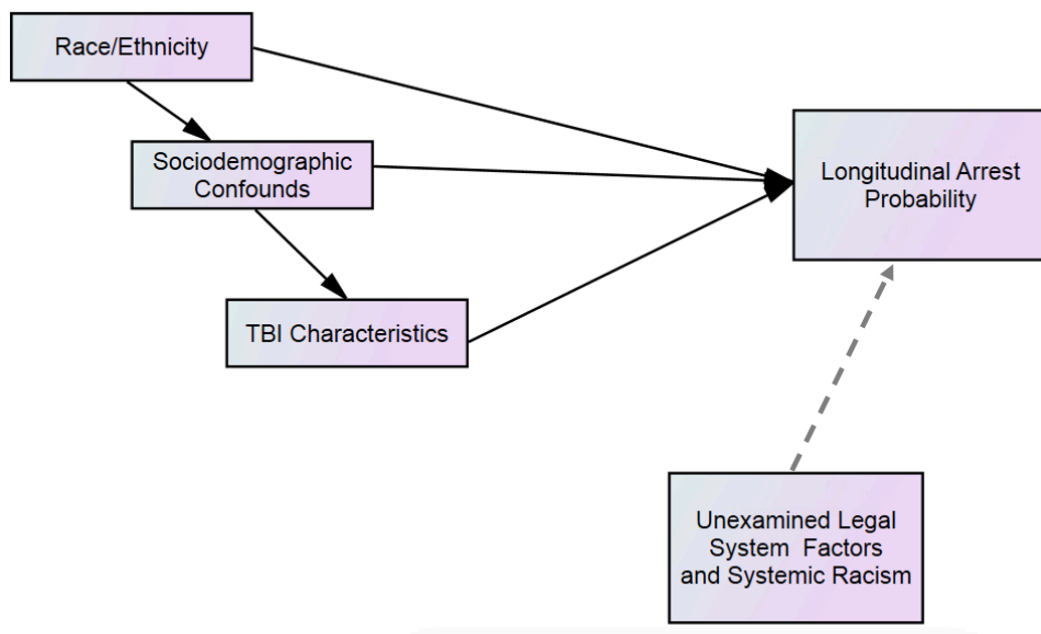 Race/Ethnicity
Sociodemographic
Confounds
Longitudinal Arrest
Probability
TBI Characteristics
Unexamined Legal
System Factors
and Systemic Racism